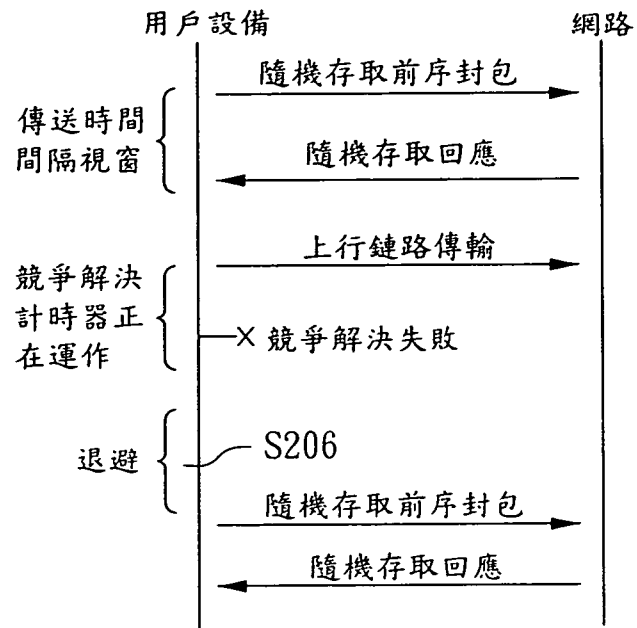 用戶設備
網路
隨機存取前序封包
傳送時間
間隔視窗
隨機存取回應
上行鏈路傳輸
競爭解決
計時器正
在運作
競爭解決失敗
退避
S206
隨機存取前序封包
隨機存取回應